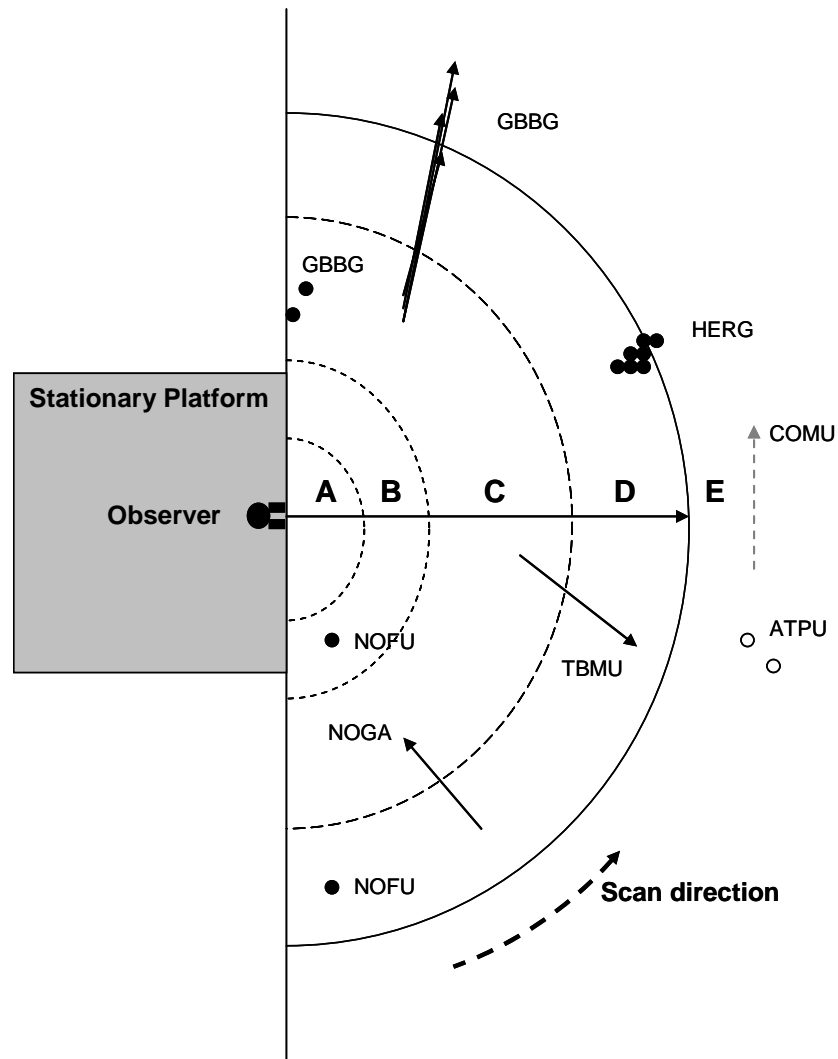 GBBG
GBBG
HERG
Stationary Platform
COMU
A B C D E
Observer
ATPU
NOFU
TBMU
NOGA
NOFU
Scan direction